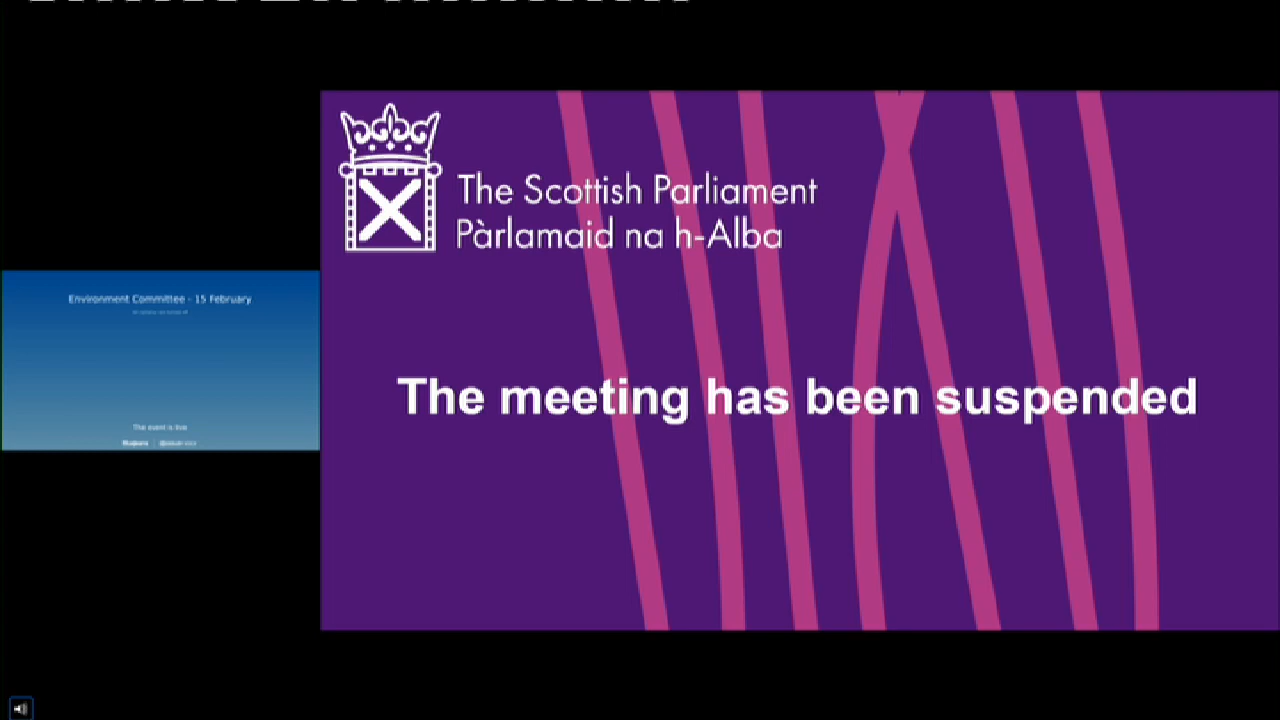 The Scottish Parliament
Pàrlamaid na h-Alba
Environment Committee - 15 February
The meeting has been suspended
The event is live